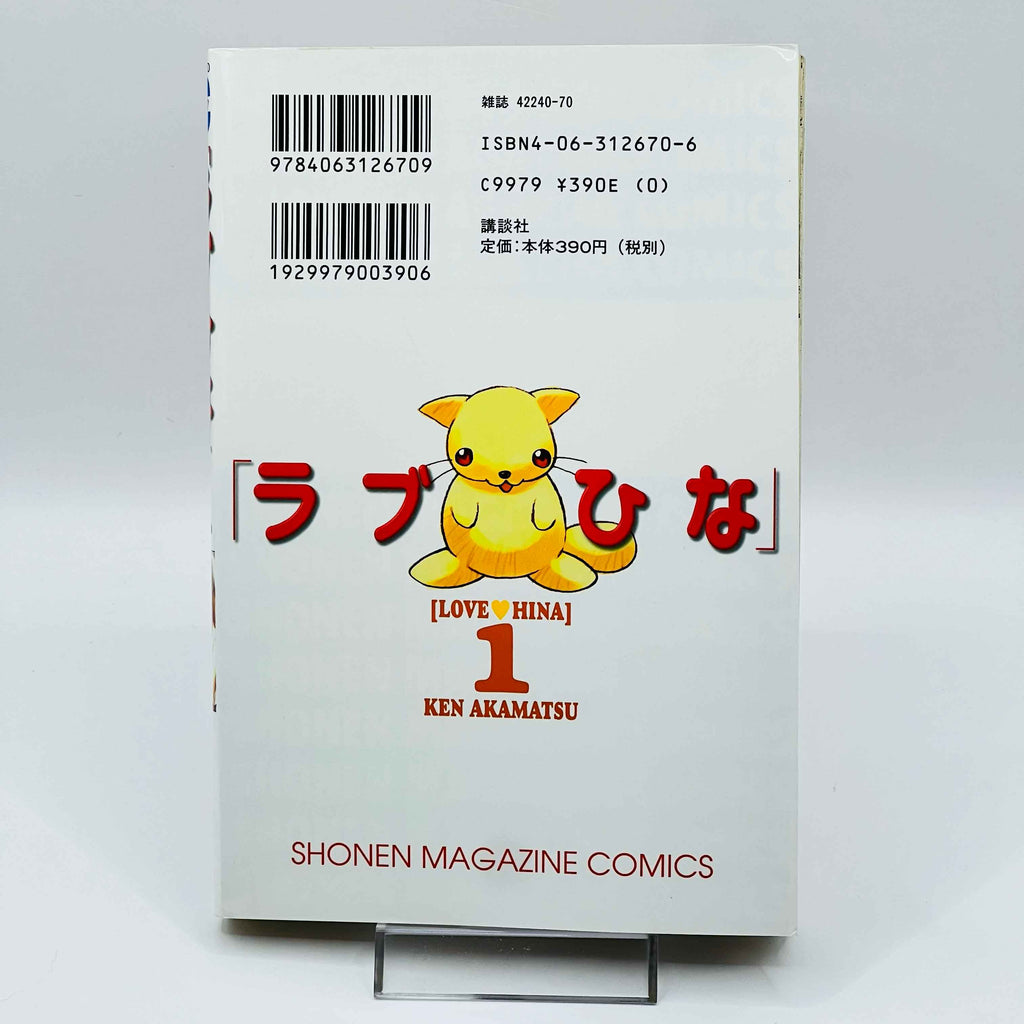 雑誌 42240-70
9784063126709
ISBN4-06-312670-6
C9979 ¥390E (0)
1929979003906
講談社
定価:本体390円(税別)
「ラブひな」
[LOVE♥HINA]
1
KEN AKAMATSU
SHONEN MAGAZINE COMICS